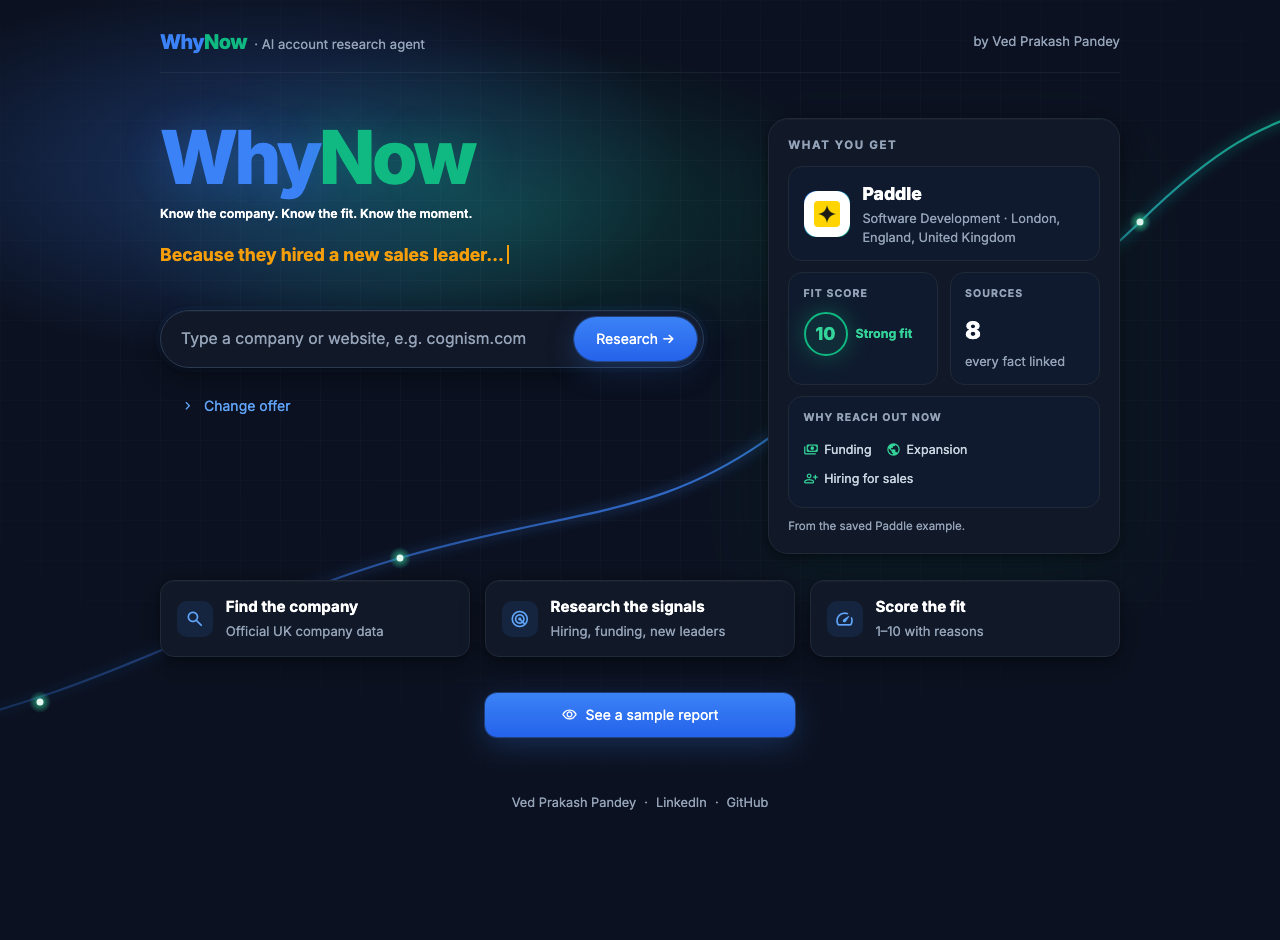 WhyNow · AI account research agent
by Ved Prakash Pandey
WhyNow
Know the company. Know the fit. Know the moment.
Because they hired a new sales leader...
Type a company or website, e.g. cognism.com
Research →
Change offer
WHAT YOU GET
Paddle
Software Development · London,
England, United Kingdom
FIT SCORE
10 Strong fit
SOURCES
8
every fact linked
WHY REACH OUT NOW
Funding
Expansion
Hiring for sales
From the saved Paddle example.
Find the company
Official UK company data
Research the signals
Hiring, funding, new leaders
Score the fit
1–10 with reasons
See a sample report
Ved Prakash Pandey · LinkedIn · GitHub